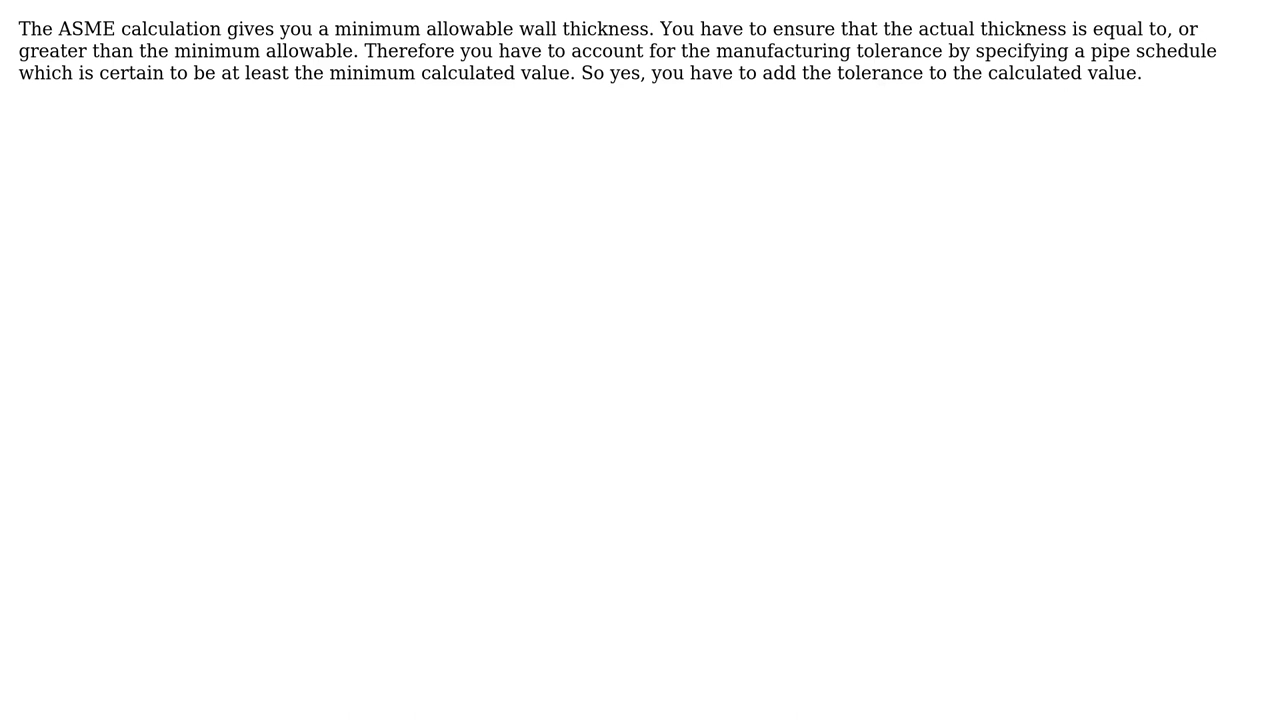 The ASME calculation gives you a minimum allowable wall thickness. You have to ensure that the actual thickness is equal to, or
greater than the minimum allowable. Therefore you have to account for the manufacturing tolerance by specifying a pipe schedule
which is certain to be at least the minimum calculated value. So yes, you have to add the tolerance to the calculated value.